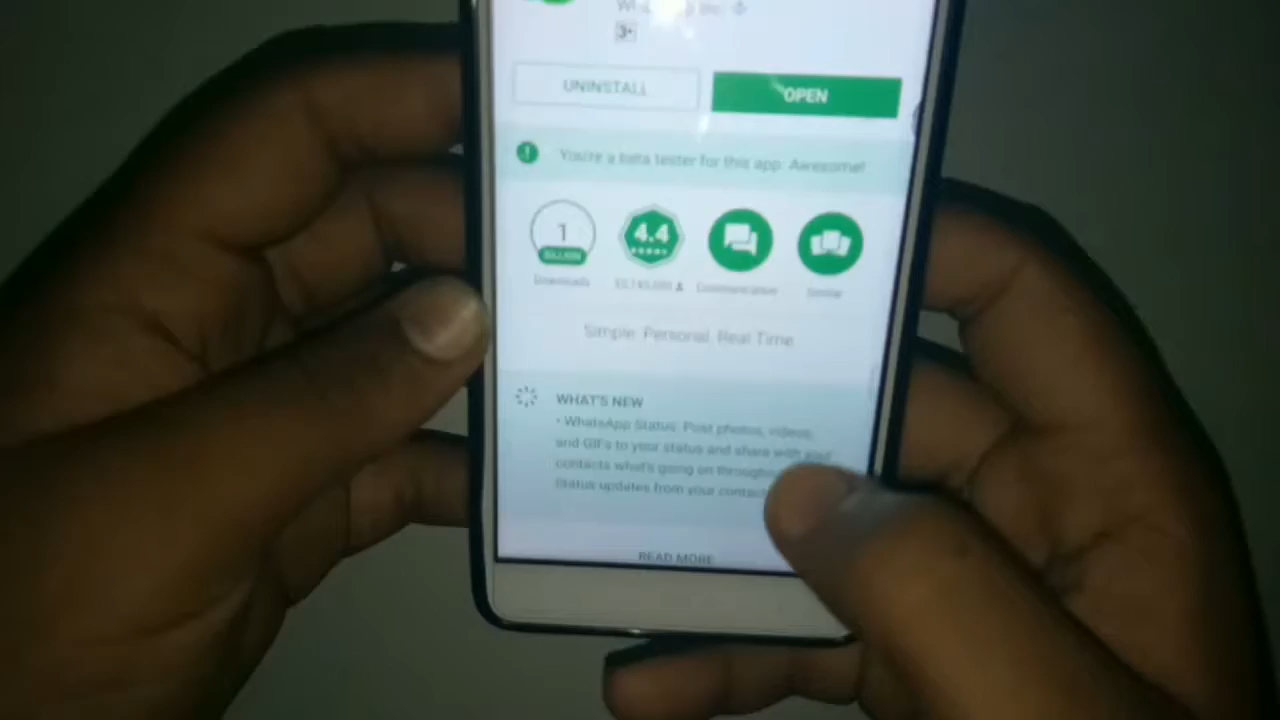 3+
UNINSTALL
OPEN
You're a beta tester for this app. Awesome!
1
BILLION
4.4
Downloads
Communication
Similar
Simple. Personal. Real Time.
WHAT'S NEW
• WhatsApp Status: Post photos, videos,
and GIFs to your status and share with your
contacts what's going on
Status updates from your
READ MORE